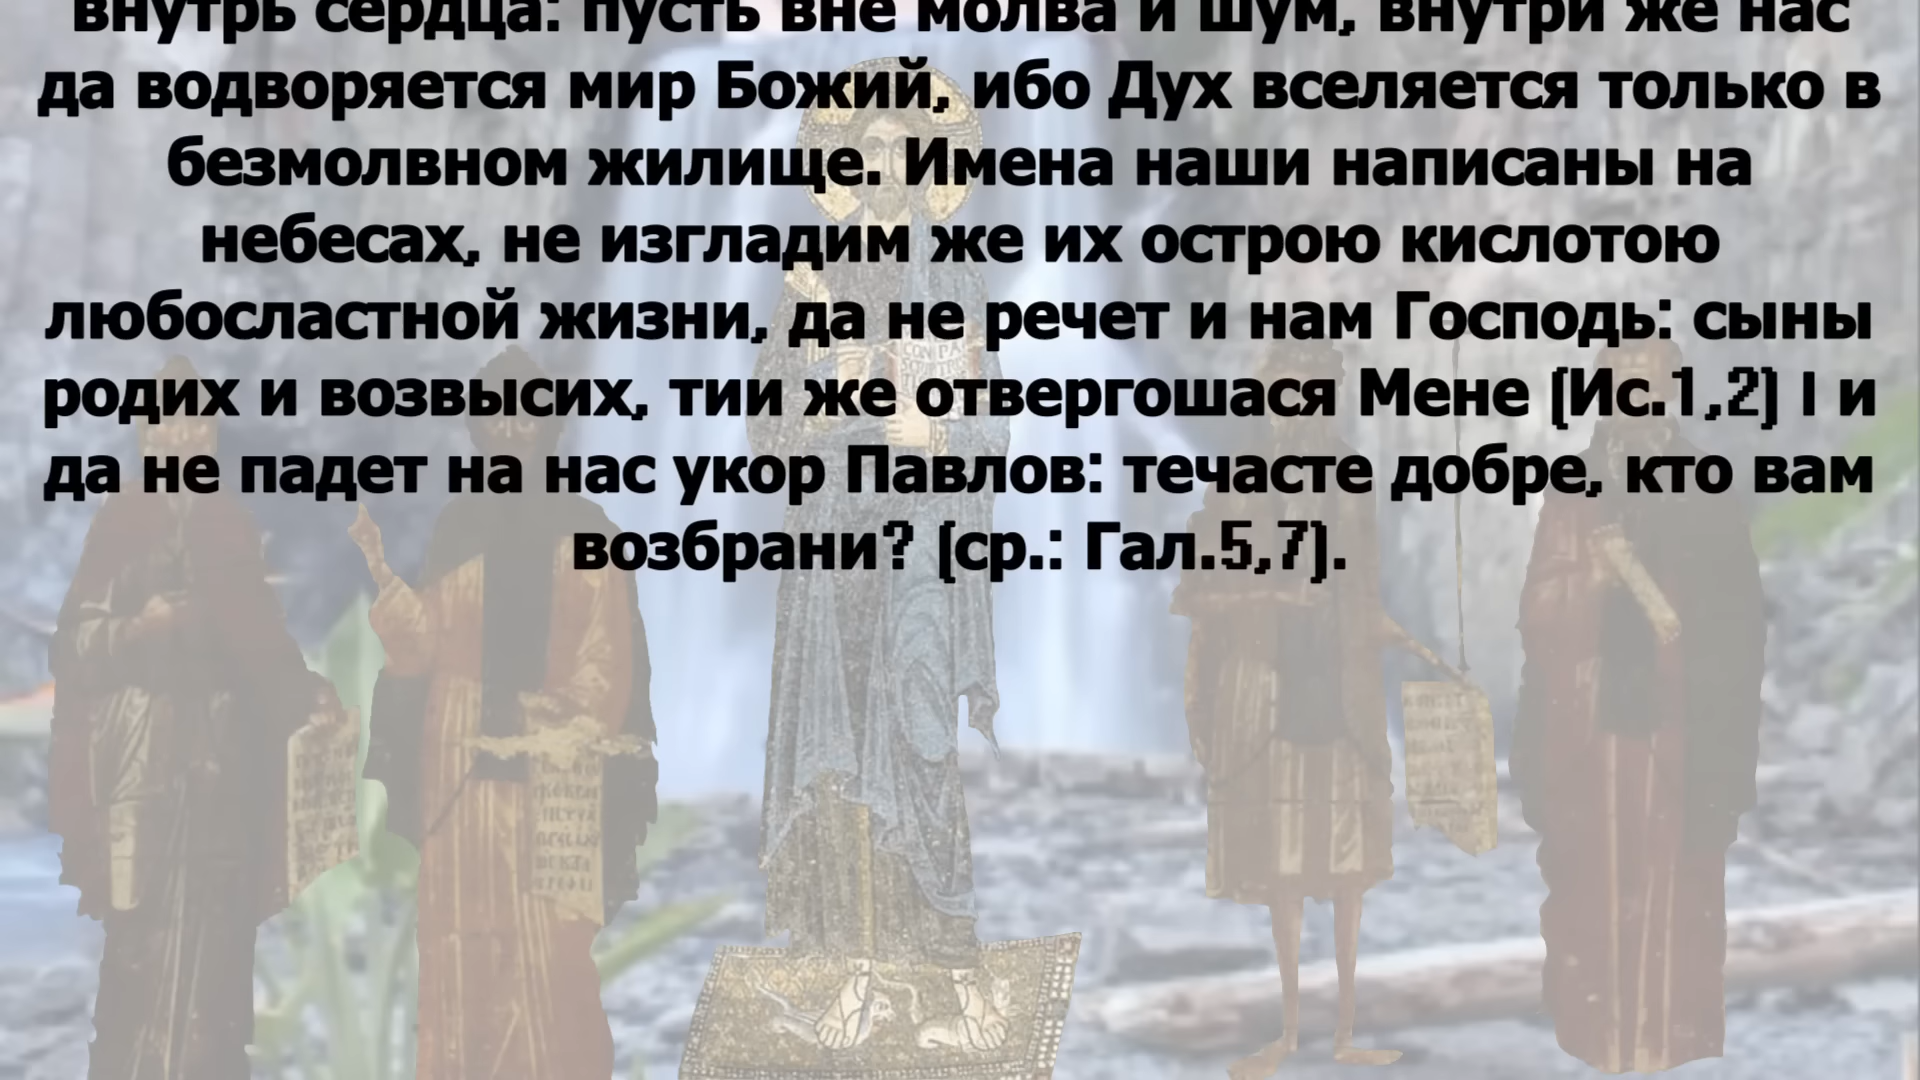 внутрь сердца: пусть вне молва и шум, внутри же нас
да водворяется мир Божий, ибо Дух вселяется только в
безмолвном жилище. Имена наши написаны на
небесах, не изгладим же их острою кислотою
любосластной жизни, да не речет и нам Господь: сыны
родих и возвысих, тии же отвергошася Мене (Ис.1,2) I и
да не падет на нас укор Павлов: течасте добре, кто вам
возбрани? (ср.: Гал.5,7).